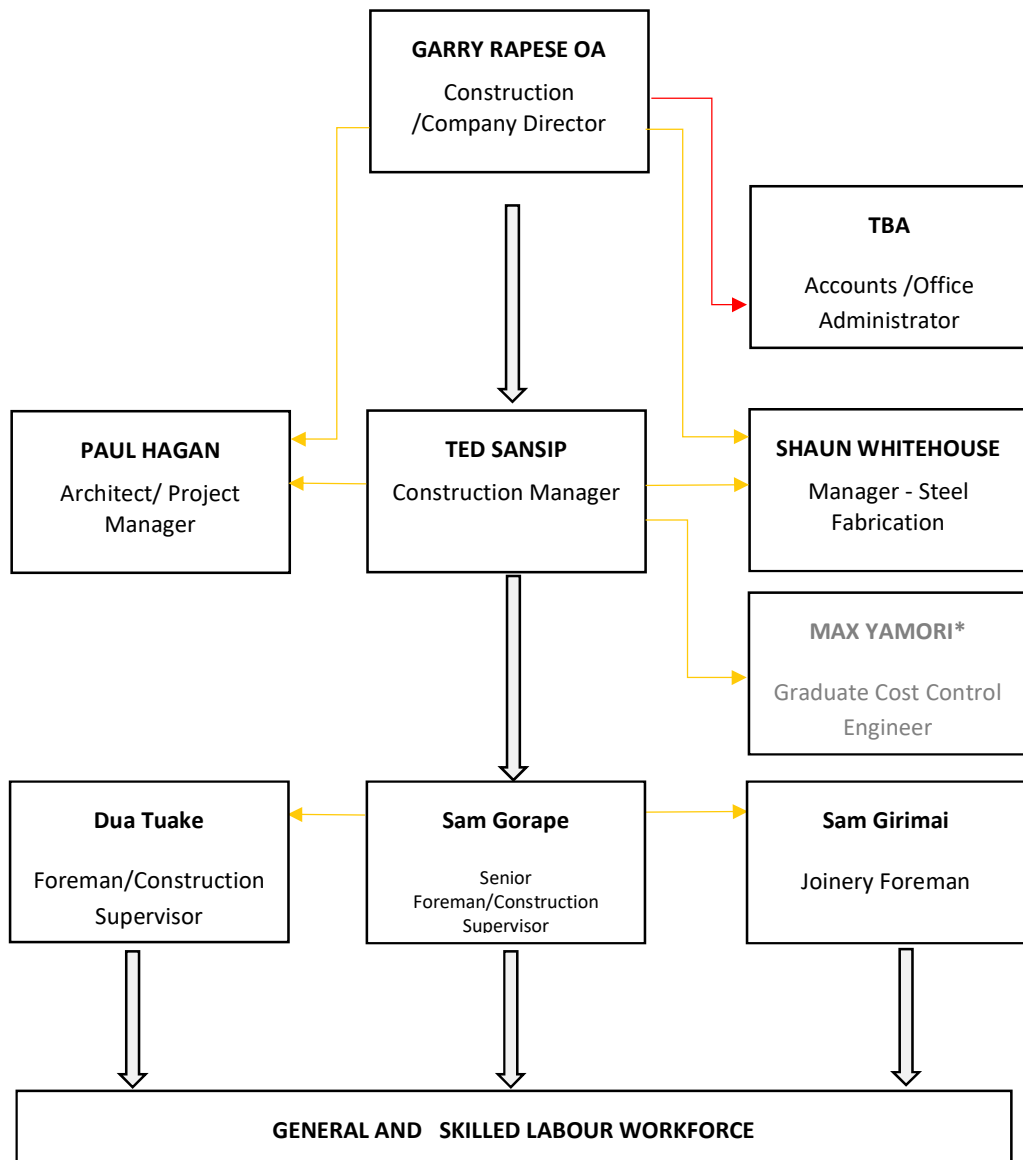 GARRY RAPESE OA
Construction
/Company Director
TBA
Accounts /Office
Administrator
PAUL HAGAN
Architect/ Project
Manager
TED SANSIP
Construction Manager
SHAUN WHITEHOUSE
Manager - Steel
Fabrication
MAX YAMORI*
Graduate Cost Control
Engineer
Dua Tuake
Foreman/Construction
Supervisor
Sam Gorape
Senior
Foreman/Construction
Supervisor
Sam Girimai
Joinery Foreman
GENERAL AND SKILLED LABOUR WORKFORCE